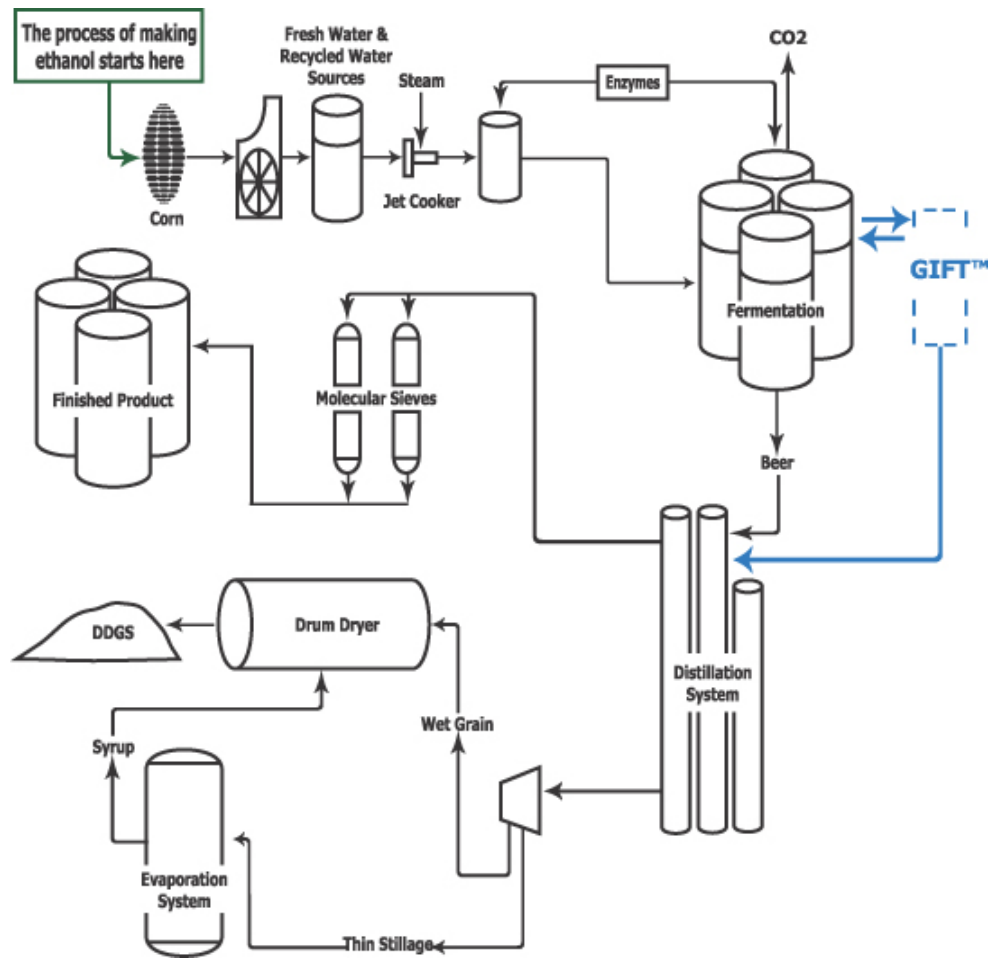 The process of making
ethanol starts here
Fresh Water &
Recycled Water
Sources
Steam
Enzymes
CO2
Corn
Jet Cooker
GIFT™
Fermentation
Finished Product
Molecular Sieves
Beer
DDGS
Drum Dryer
Distillation
System
Wet Grain
Syrup
Evaporation
System
Thin Stillage